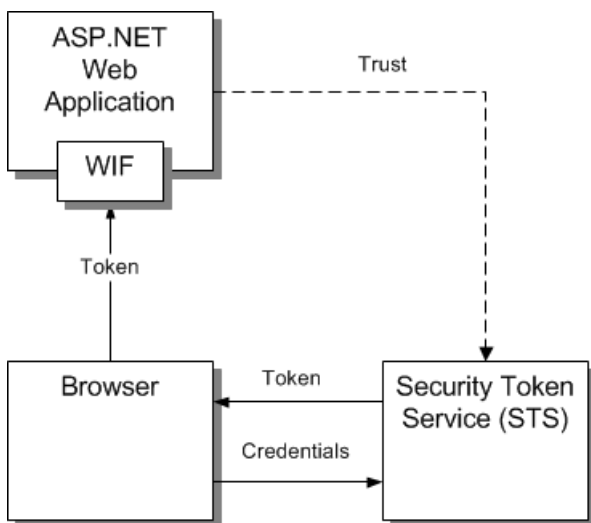 ASP.NET
Web
Application
Trust
WIF
Token
Browser
Token
Security Token
Service (STS)
Credentials